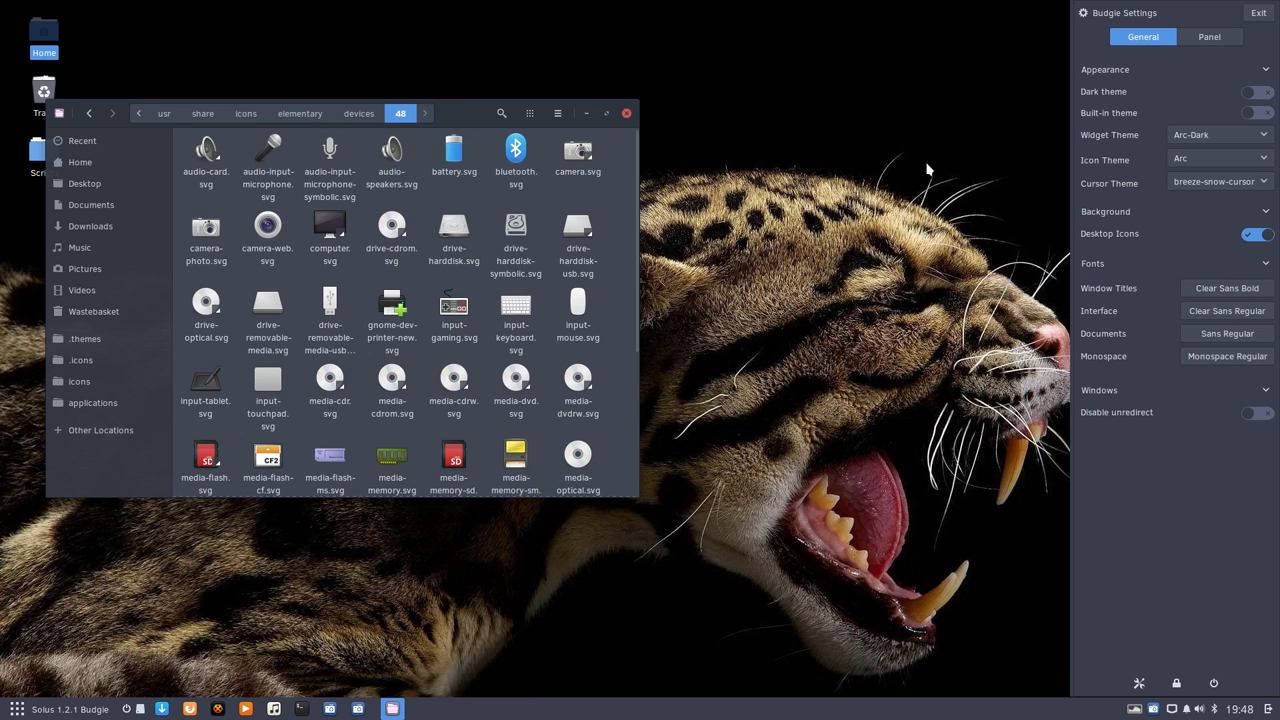 Home
Tra
Scri
usr share icons elementary devices 48
Recent
Home
Desktop
Documents
Downloads
Music
Pictures
Videos
Wastebasket
.themes
.icons
icons
applications
Other Locations
audio-card.
svg
audio-input-
microphone.
svg
audio-input-
microphone-
symbolic.svg
audio-
speakers.svg
battery.svg
bluetooth.
svg
camera.svg
camera-
photo.svg
camera-web.
svg
computer.
svg
drive-cdrom.
svg
drive-
harddisk.svg
drive-
harddisk-
symbolic.svg
drive-
harddisk-
usb.svg
drive-
optical.svg
drive-
removable-
media.svg
drive-
removable-
media-usb…
gnome-dev-
printer-new.
svg
input-
gaming.svg
input-
keyboard.
svg
input-
mouse.svg
input-tablet.
svg
input-
touchpad.
svg
media-cdr.
svg
media-
cdrom.svg
media-cdrw.
svg
media-dvd.
svg
media-
dvdrw.svg
SD
media-flash.
svg
CF2
media-flash-
cf.svg
media-flash-
ms.svg
media-
memory.svg
SD
media-
memory-sd.
media-
memory-sm.
media-
optical.svg
Budgie Settings Exit
General Panel
Appearance
Dark theme
Built-in theme
Widget Theme Arc-Dark
Icon Theme Arc
Cursor Theme breeze-snow-cursor
Background
Desktop Icons
Fonts
Window Titles Clear Sans Bold
Interface Clear Sans Regular
Documents Sans Regular
Monospace Monospace Regular
Windows
Disable unredirect
Solus 1.2.1 Budgie
19:48